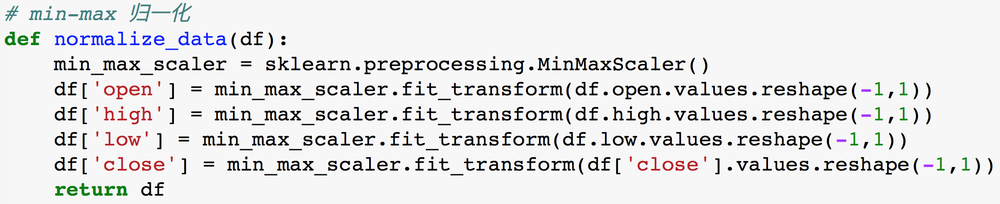 # min-max 归一化
def normalize_data(df):
    min_max_scaler = sklearn.preprocessing.MinMaxScaler()
    df['open'] = min_max_scaler.fit_transform(df.open.values.reshape(-1,1))
    df['high'] = min_max_scaler.fit_transform(df.high.values.reshape(-1,1))
    df['low'] = min_max_scaler.fit_transform(df.low.values.reshape(-1,1))
    df['close'] = min_max_scaler.fit_transform(df['close'].values.reshape(-1,1))
    return df